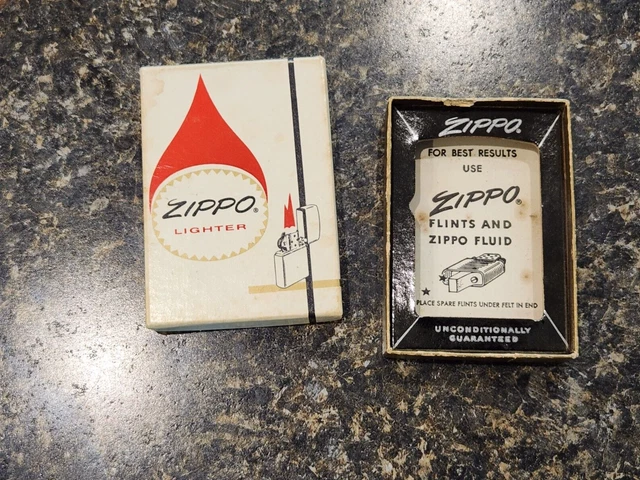 ZIPPO®
LIGHTER
ZIPPO®
FOR BEST RESULTS
USE
ZIPPO®
FLINTS AND
ZIPPO FLUID
★
PLACE SPARE FLINTS UNDER FELT IN END
UNCONDITIONALLY
GUARANTEED